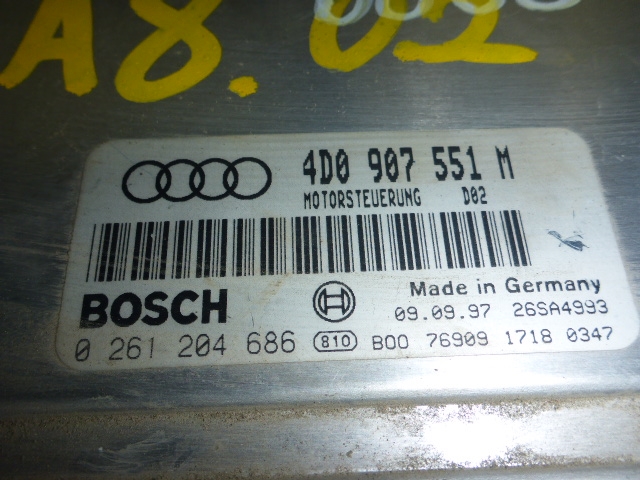 A8.02
4D0 907 551 M
MOTORSTEUERUNG D02
BOSCH
Made in Germany
09.09.97 26SA4993
0 261 204 686 810 B00 76909 1718 0347